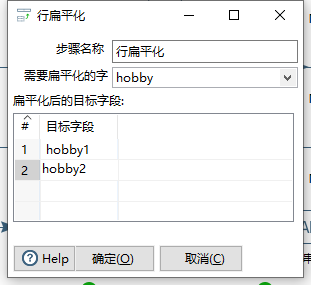 行扁平化
步骤名称 行扁平化
需要扁平化的字 hobby
扁平化后的目标字段:
# 目标字段
1 hobby1
2 hobby2
Help 确定(O) 取消(C)